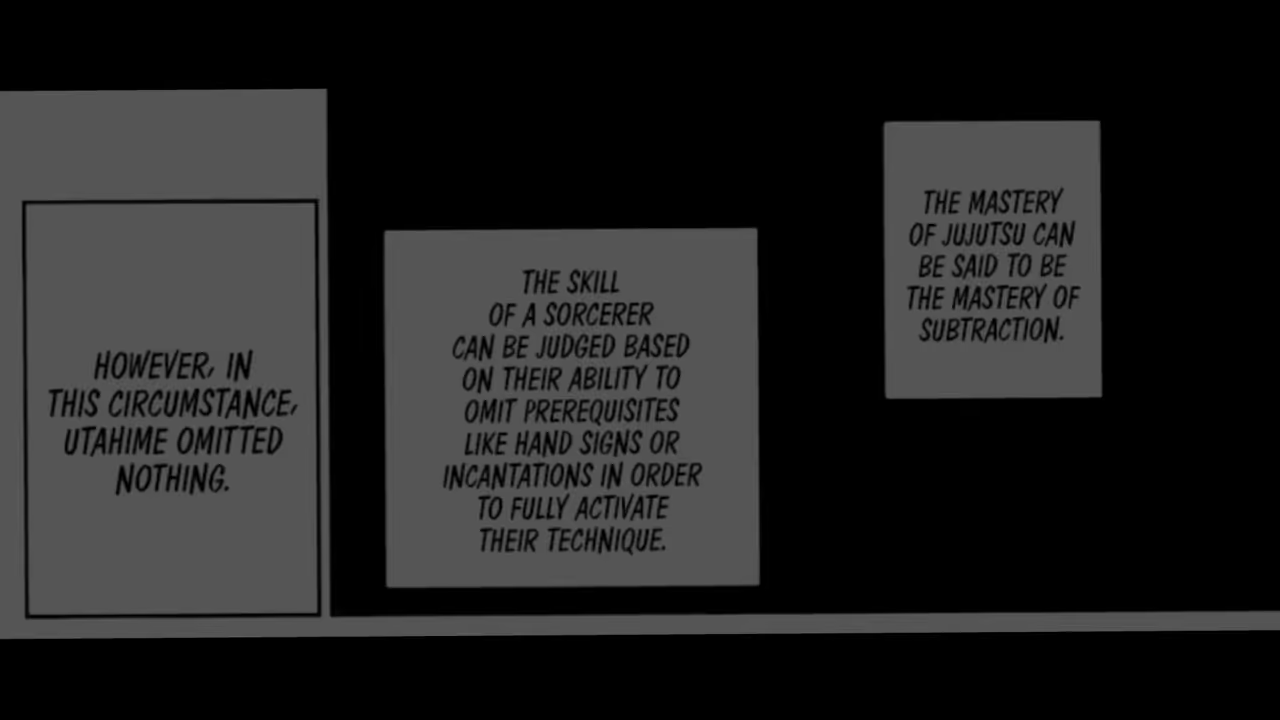 THE MASTERY
OF JUJUTSU CAN
BE SAID TO BE
THE MASTERY OF
SUBTRACTION.
THE SKILL
OF A SORCERER
CAN BE JUDGED BASED
ON THEIR ABILITY TO
OMIT PREREQUISITES
LIKE HAND SIGNS OR
INCANTATIONS IN ORDER
TO FULLY ACTIVATE
THEIR TECHNIQUE.
HOWEVER, IN
THIS CIRCUMSTANCE,
UTAHIME OMITTED
NOTHING.